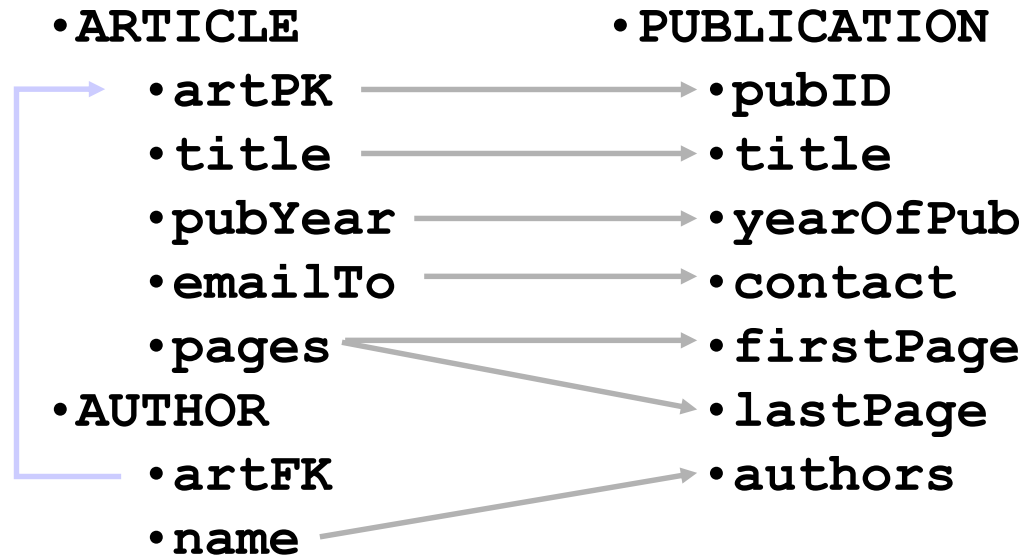 •ARTICLE
•artPK
•title
•pubYear
•emailTo
•pages
•AUTHOR
•artFK
•name
•PUBLICATION
•pubID
•title
•yearOfPub
•contact
•firstPage
•lastPage
•authors